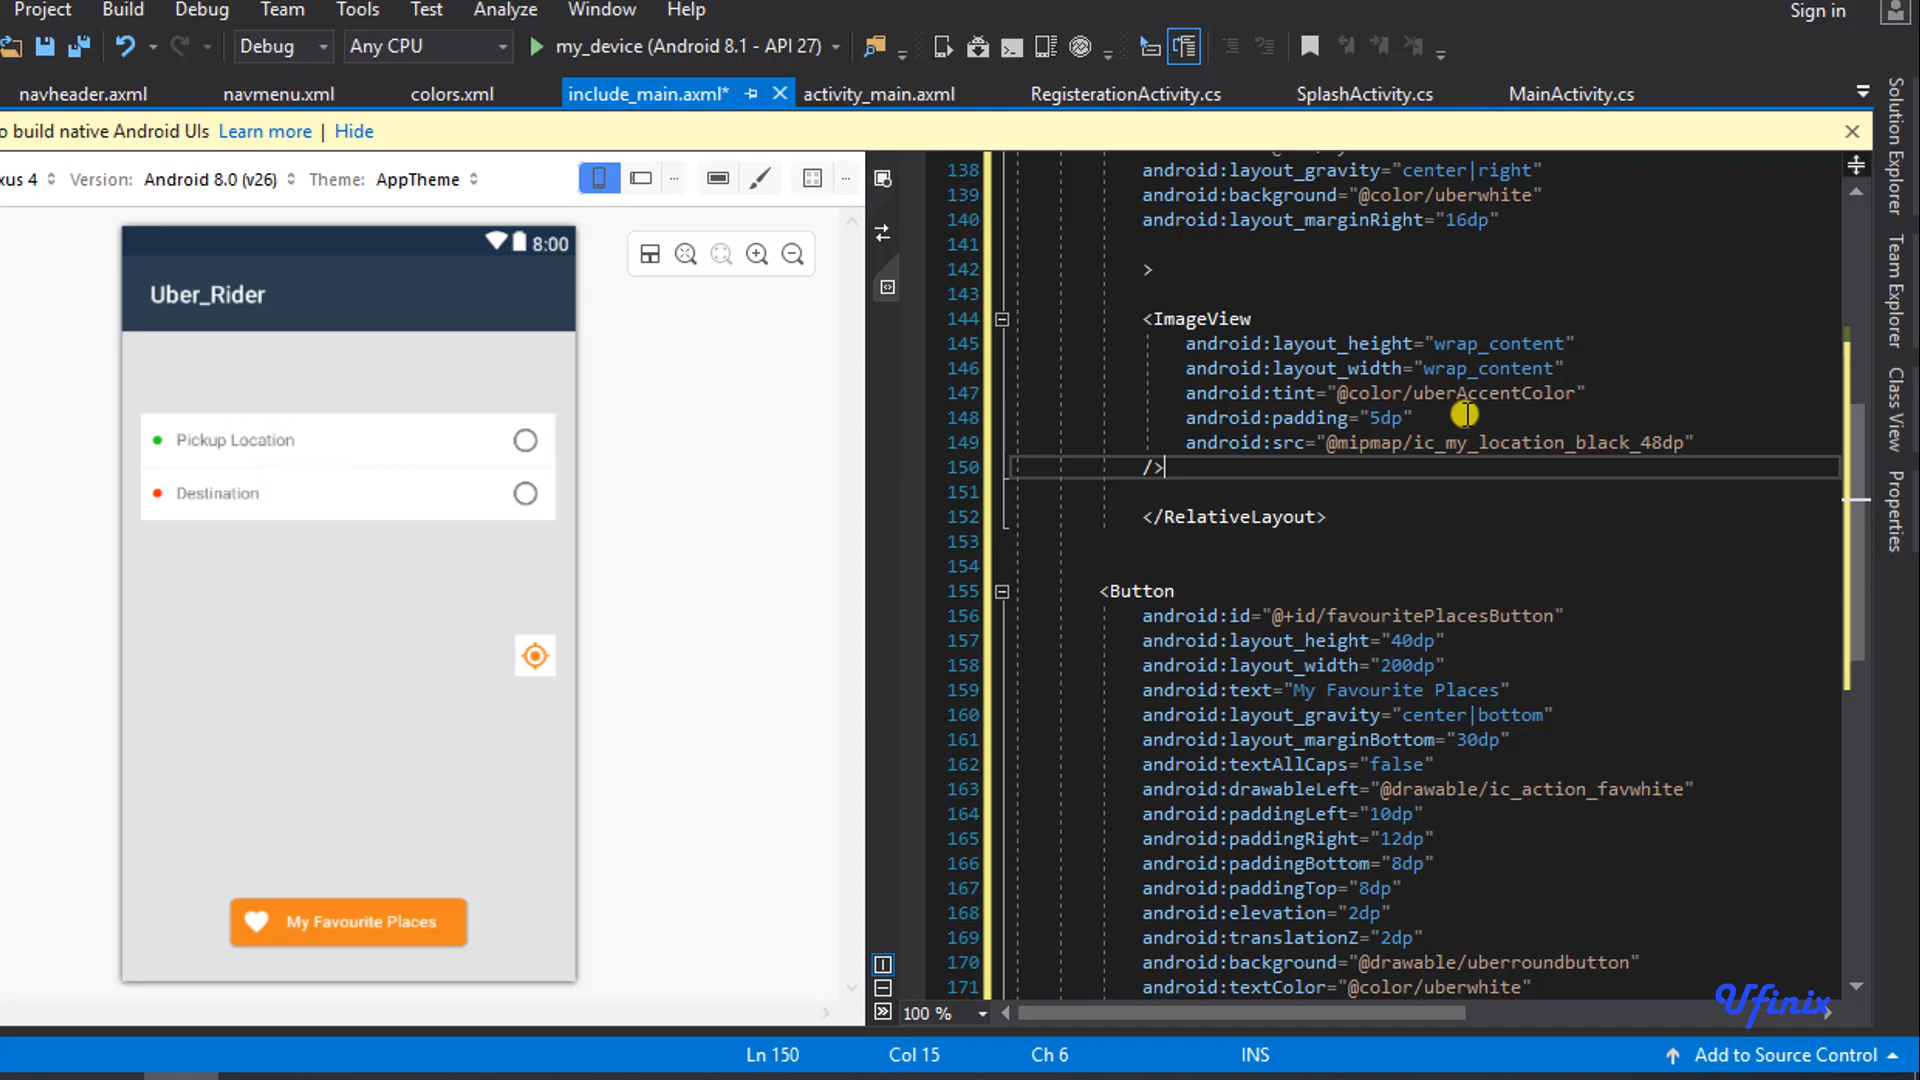 Project Build Debug Team Tools Test Analyze Window Help Sign in
Debug Any CPU my_device (Android 8.1 - API 27)
navheader.axml navmenu.xml colors.xml include_main.axml* activity_main.axml RegisterationActivity.cs SplashActivity.cs MainActivity.cs
o build native Android UIs Learn more | Hide
xus 4 Version: Android 8.0 (v26) Theme: AppTheme
8:00
Uber_Rider
Pickup Location
Destination
My Favourite Places
138 android:layout_gravity="center|right"
139 android:background="@color/uberwhite"
140 android:layout_marginRight="16dp"
141
142 >
143
144 <ImageView
145 android:layout_height="wrap_content"
146 android:layout_width="wrap_content"
147 android:tint="@color/uberAccentColor"
148 android:padding="5dp"
149 android:src="@mipmap/ic_my_location_black_48dp"
150 />
151
152 </RelativeLayout>
153
154
155 <Button
156 android:id="@+id/favouritePlacesButton"
157 android:layout_height="40dp"
158 android:layout_width="200dp"
159 android:text="My Favourite Places"
160 android:layout_gravity="center|bottom"
161 android:layout_marginBottom="30dp"
162 android:textAllCaps="false"
163 android:drawableLeft="@drawable/ic_action_favwhite"
164 android:paddingLeft="10dp"
165 android:paddingRight="12dp"
166 android:paddingBottom="8dp"
167 android:paddingTop="8dp"
168 android:elevation="2dp"
169 android:translationZ="2dp"
170 android:background="@drawable/uberroundbutton"
171 android:textColor="@color/uberwhite"
Solution Explorer
Team Explorer
Class View
Properties
100 %
Ufinix
Ln 150 Col 15 Ch 6 INS Add to Source Control